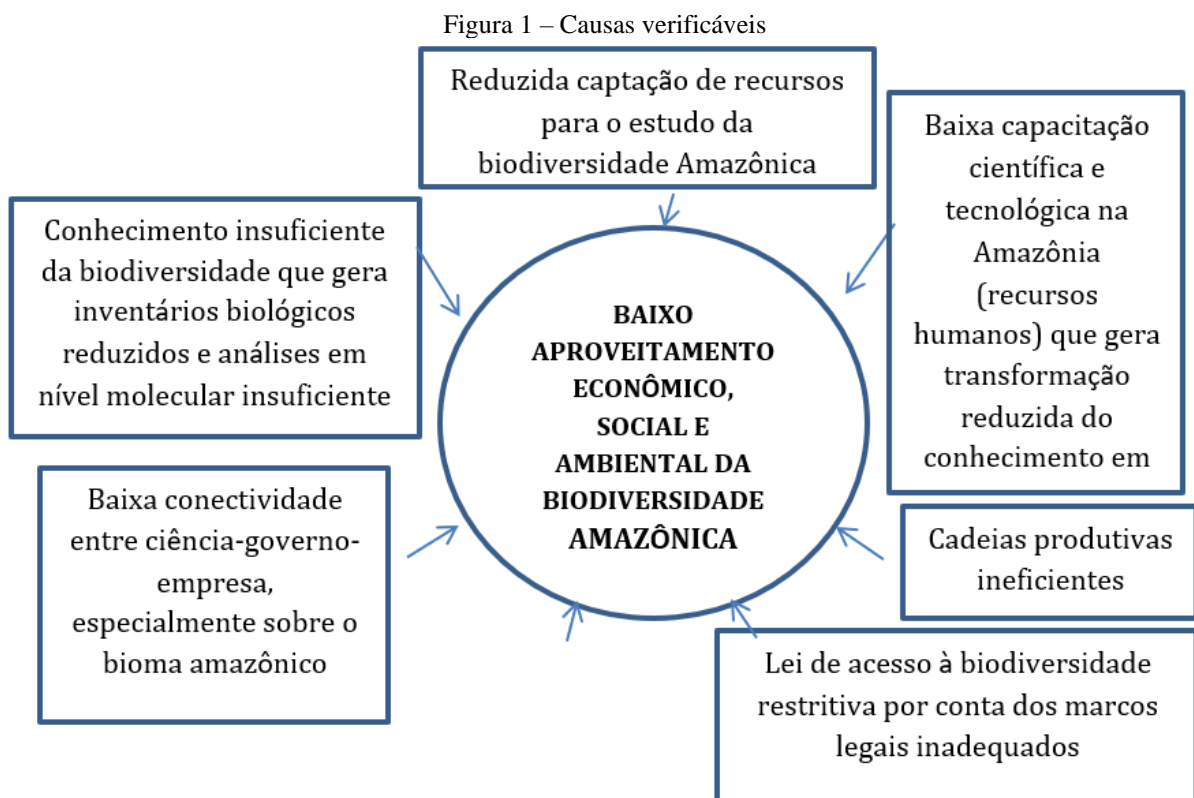 Figura 1 – Causas verificáveis
Reduzida captação de recursos
para o estudo da
biodiversidade Amazônica
Baixa capacitação
científica e
tecnológica na
Amazônia
(recursos
humanos) que gera
transformação
reduzida do
conhecimento em
Conhecimento insuficiente
da biodiversidade que gera
inventários biológicos
reduzidos e análises em
nível molecular insuficiente
BAIXO
APROVEITAMENTO
ECONÔMICO,
SOCIAL E
AMBIENTAL DA
BIODIVERSIDADE
AMAZÔNICA
Baixa conectividade
entre ciência-governo-
empresa,
especialmente sobre o
bioma amazônico
Cadeias produtivas
ineficientes
Lei de acesso à biodiversidade
restritiva por conta dos marcos
legais inadequados